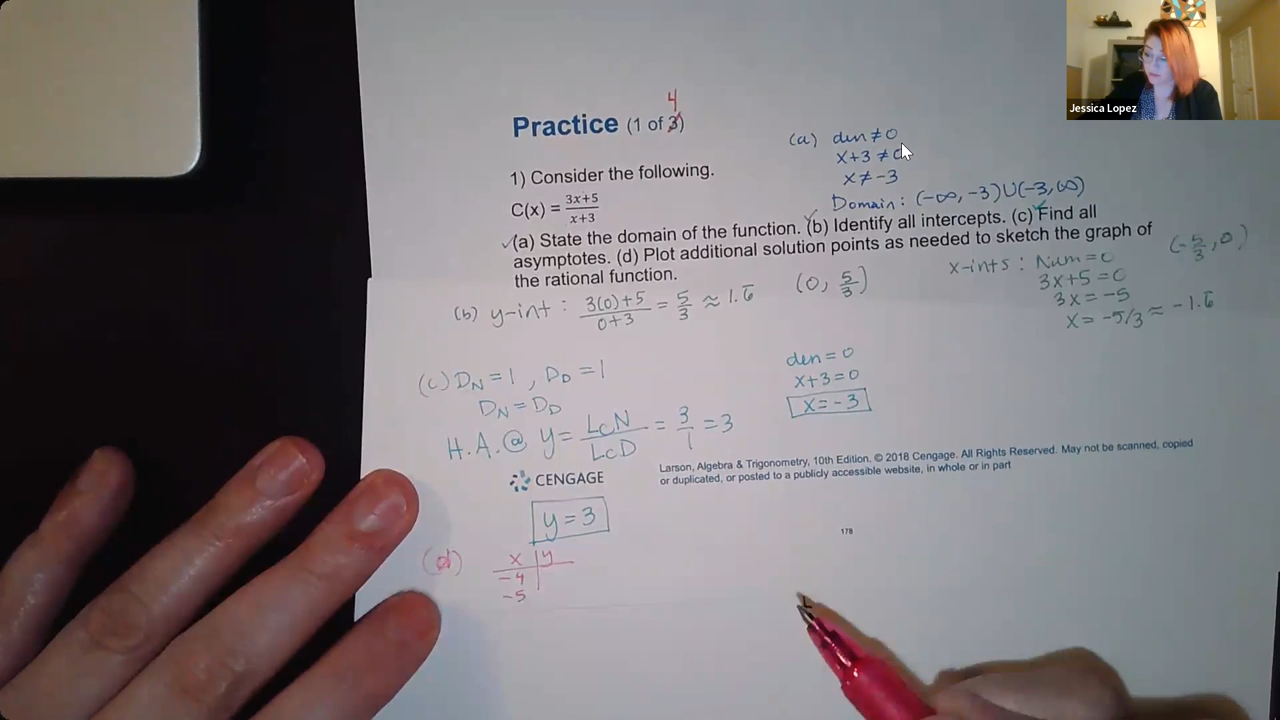 Jessica Lopez
4
Practice (1 of 3)
(a) den ≠ 0
x+3 ≠ 0
x ≠ -3
Domain: (-∞, -3)∪(-3, ∞)
1) Consider the following.
C(x) = 3x+5 / x+3
✓(a) State the domain of the function. ✓(b) Identify all intercepts. ✓(c) Find all
asymptotes. (d) Plot additional solution points as needed to sketch the graph of
the rational function.
(b) y-int : 3(0)+5 / 0+3 = 5/3 ≈ 1.6̅
(0, 5/3)
x-ints : Num = 0
(-5/3, 0)
3x+5 = 0
3x = -5
x = -5/3 ≈ -1.6̅
(c) D_N = 1 , D_D = 1
D_N = D_D
H.A. @ y = LCN / LCD = 3/1 = 3
den = 0
x+3 = 0
x = -3
CENGAGE
Larson, Algebra & Trigonometry, 10th Edition. © 2018 Cengage. All Rights Reserved. May not be scanned, copied
or duplicated, or posted to a publicly accessible website, in whole or in part
y = 3
178
(d)
x | y
-4
-5